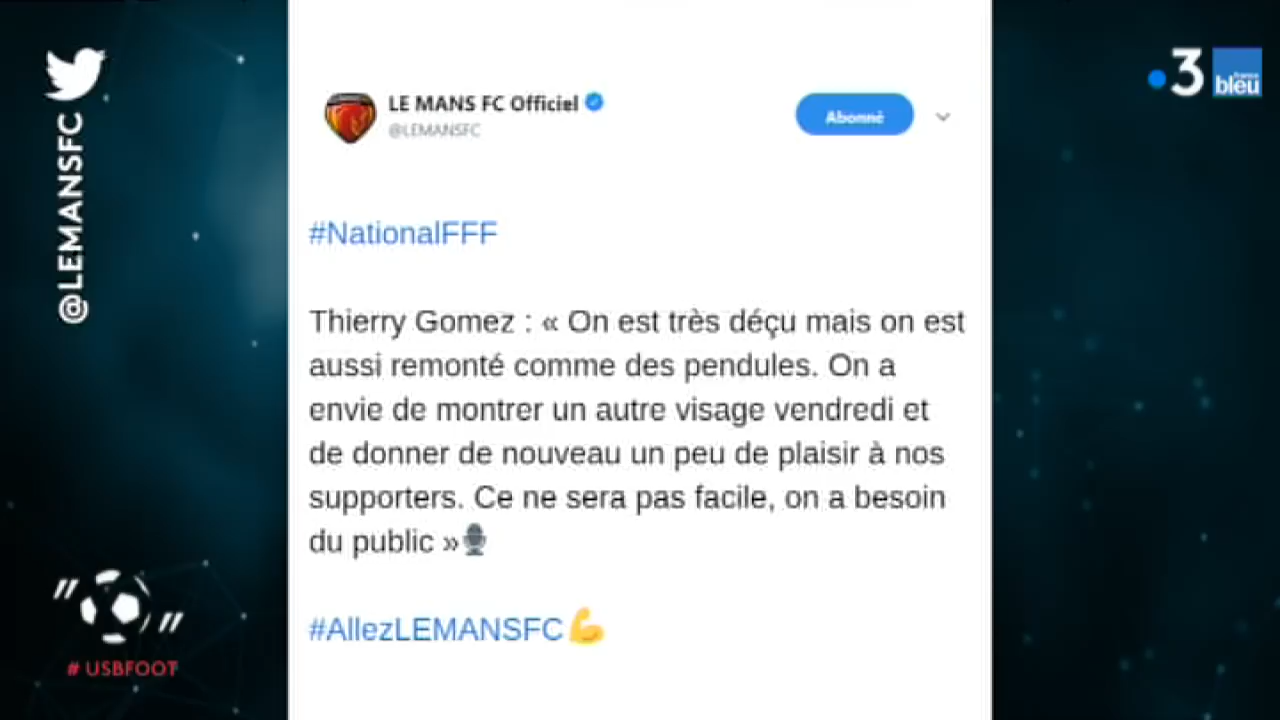 @LEMANSFC
LE MANS FC Officiel
@LEMANSFC
Abonné
3
france
bleu
#NationalFFF
Thierry Gomez : « On est très déçu mais on est
aussi remonté comme des pendules. On a
envie de montrer un autre visage vendredi et
de donner de nouveau un peu de plaisir à nos
supporters. Ce ne sera pas facile, on a besoin
du public »🎙
#AllezLEMANSFC💪
# USBFOOT